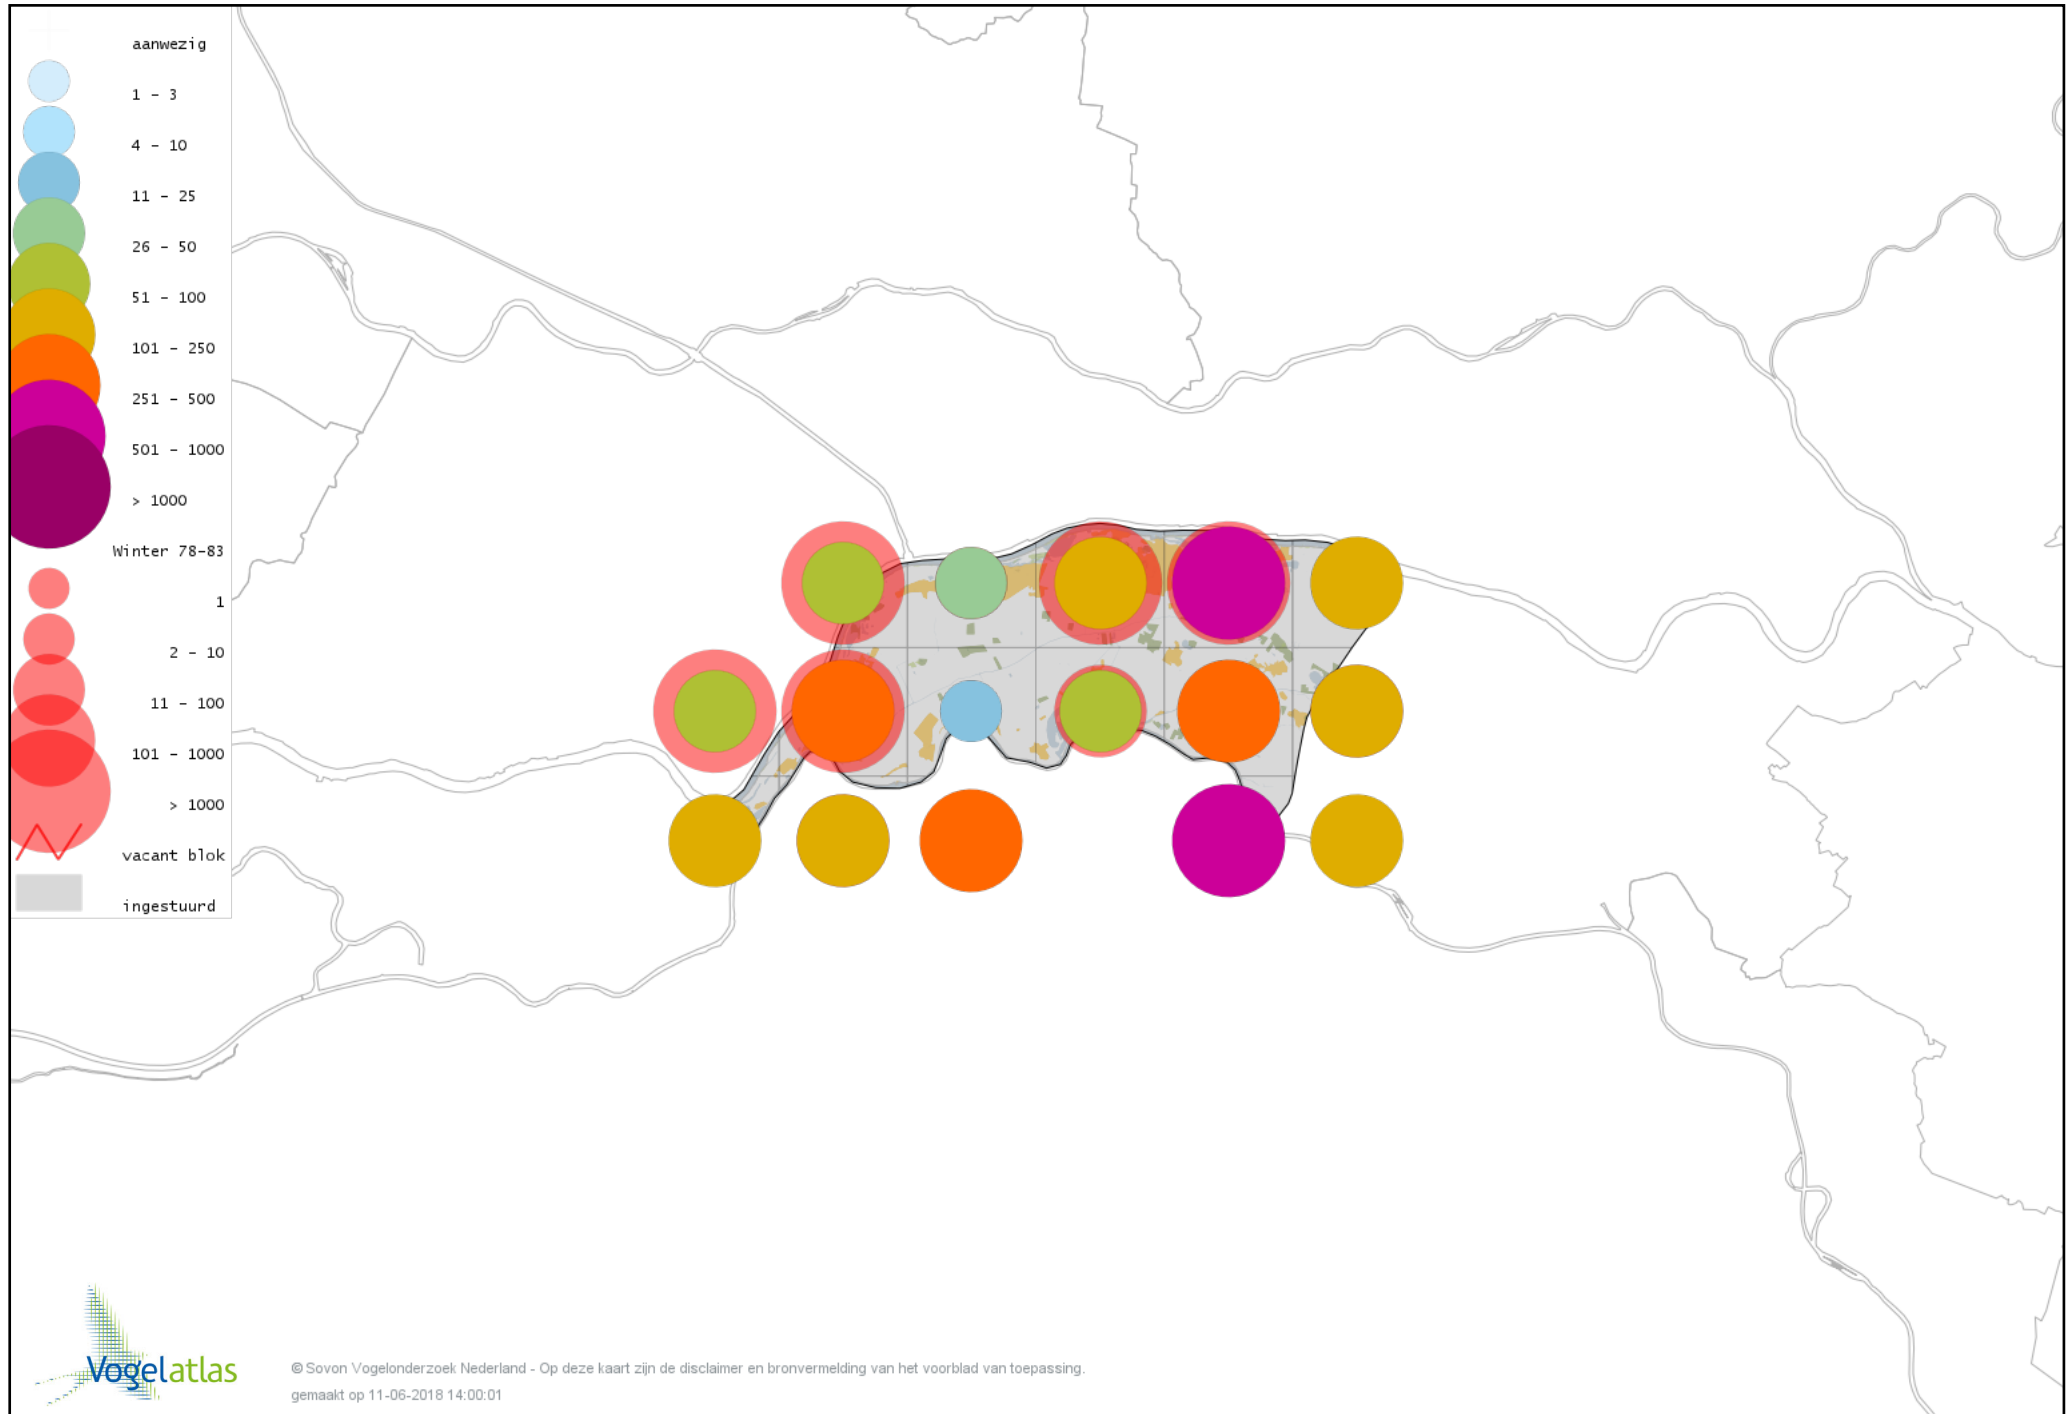 aanwezig
1 - 3
4 - 10
11 - 25
26 - 50
51 - 100
101 - 250
251 - 500
501 - 1000
> 1000
Winter 78-83
1
2 - 10
11 - 100
101 - 1000
> 1000
vacant blok
ingestuurd
Vogelatlas
© Sovon Vogelonderzoek Nederland - Op deze kaart zijn de disclaimer en bronvermelding van het voorblad van toepassing.
gemaakt op 11-06-2018 14:00:01